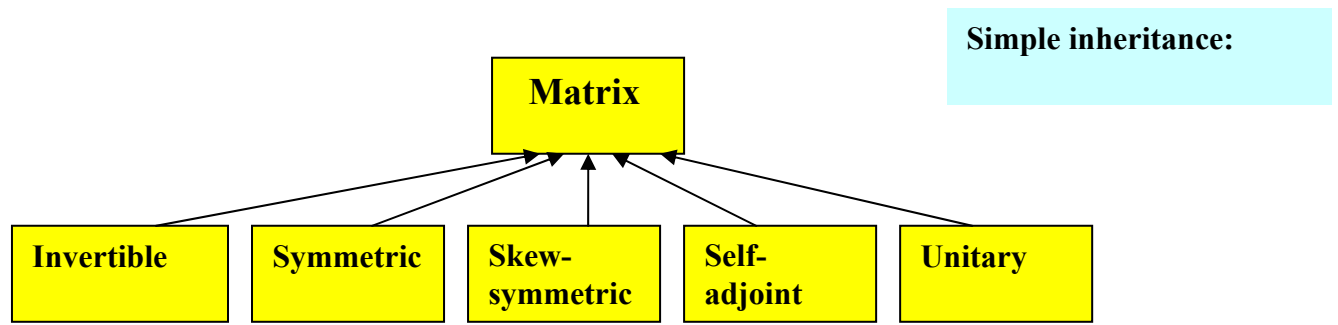 Simple inheritance:
Matrix
Invertible
Symmetric
Skew-
symmetric
Self-
adjoint
Unitary